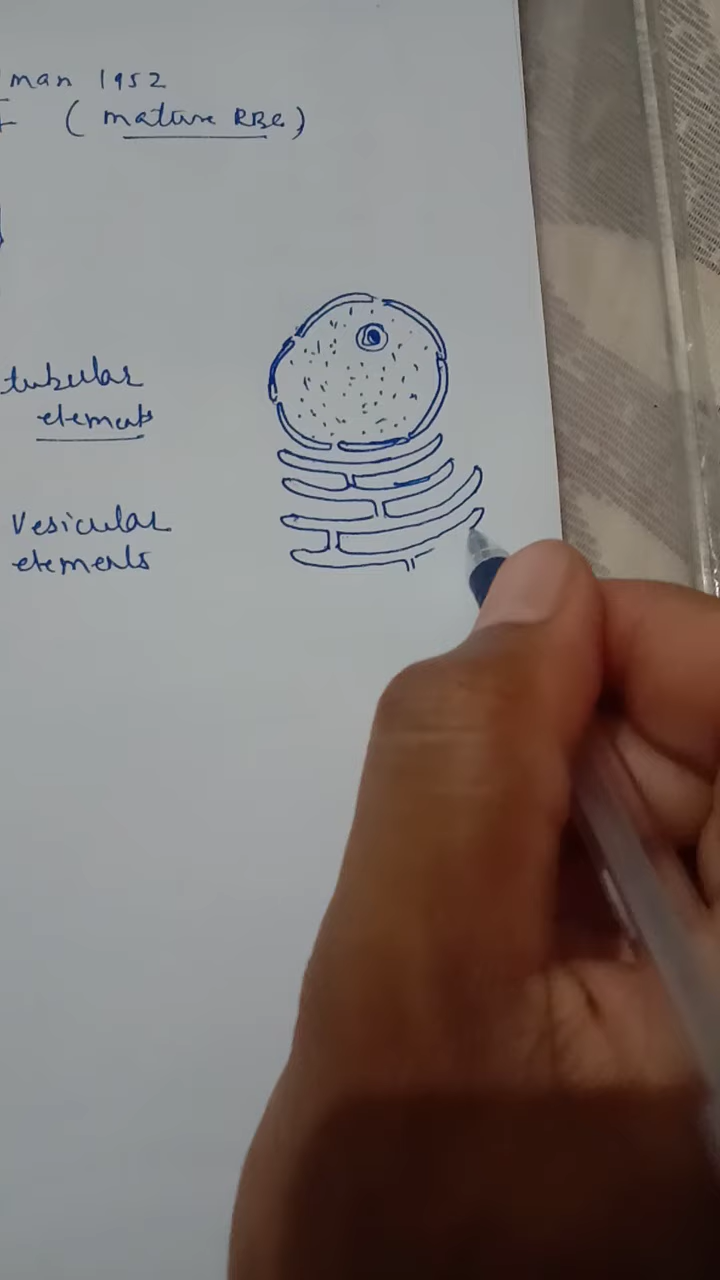 man 1952
( mature RBC )
tubular
elements
Vesicular
elements